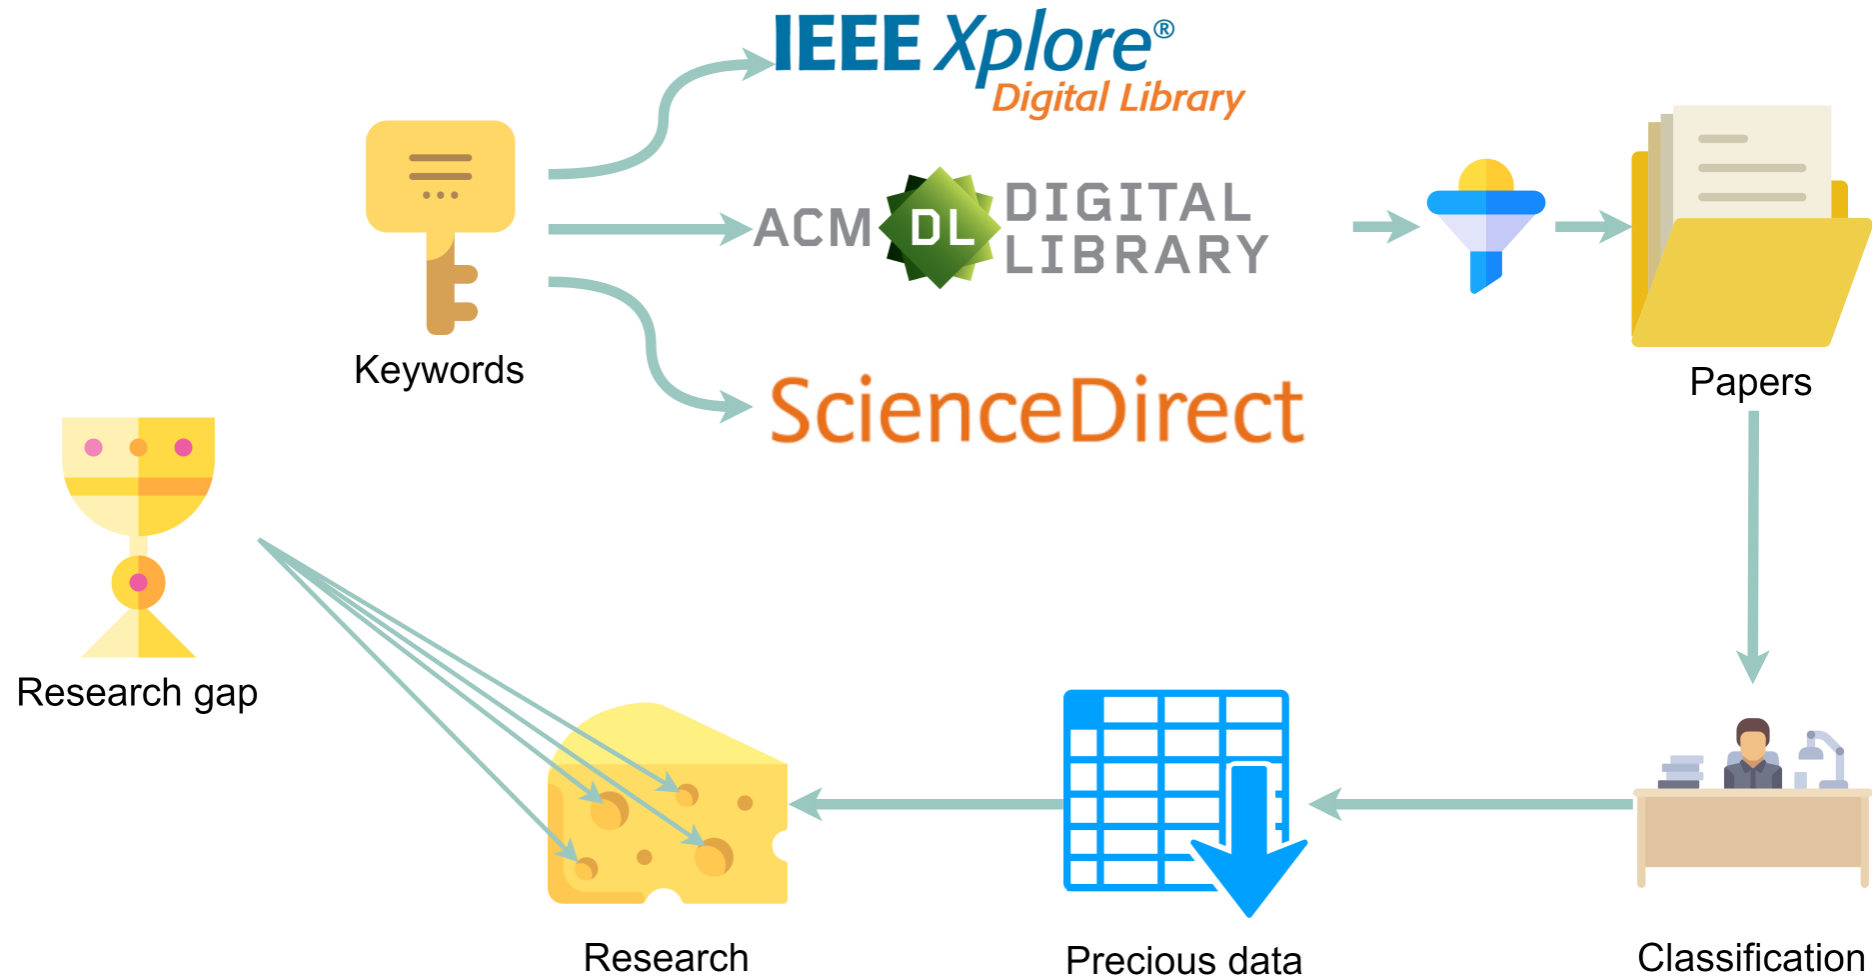 IEEE Xplore®
Digital Library
ACM DL DIGITAL
LIBRARY
Keywords
ScienceDirect
Papers
Research gap
Research
Precious data
Classification